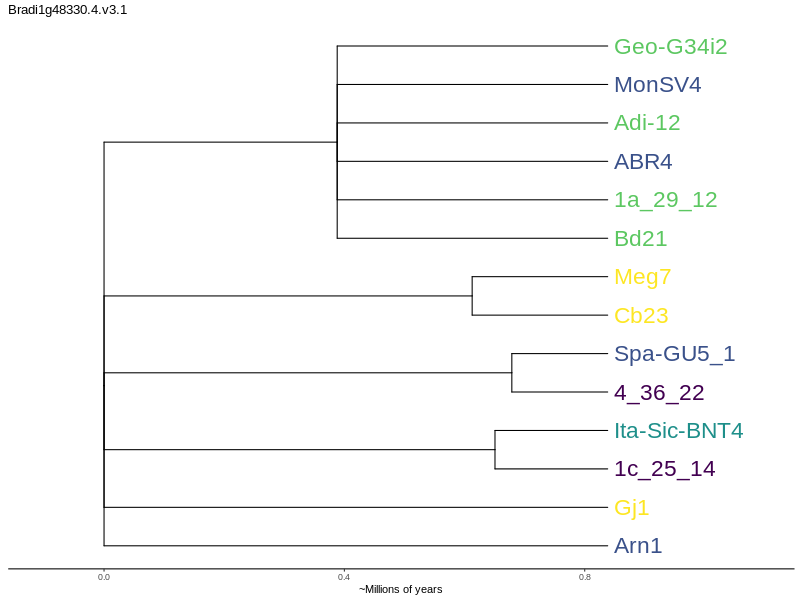 Bradi1g48330.4.v3.1
Geo-G34i2
MonSV4
Adi-12
ABR4
1a_29_12
Bd21
Meg7
Cb23
Spa-GU5_1
4_36_22
Ita-Sic-BNT4
1c_25_14
Gj1
Arn1
0.0 0.4 0.8
~Millions of years